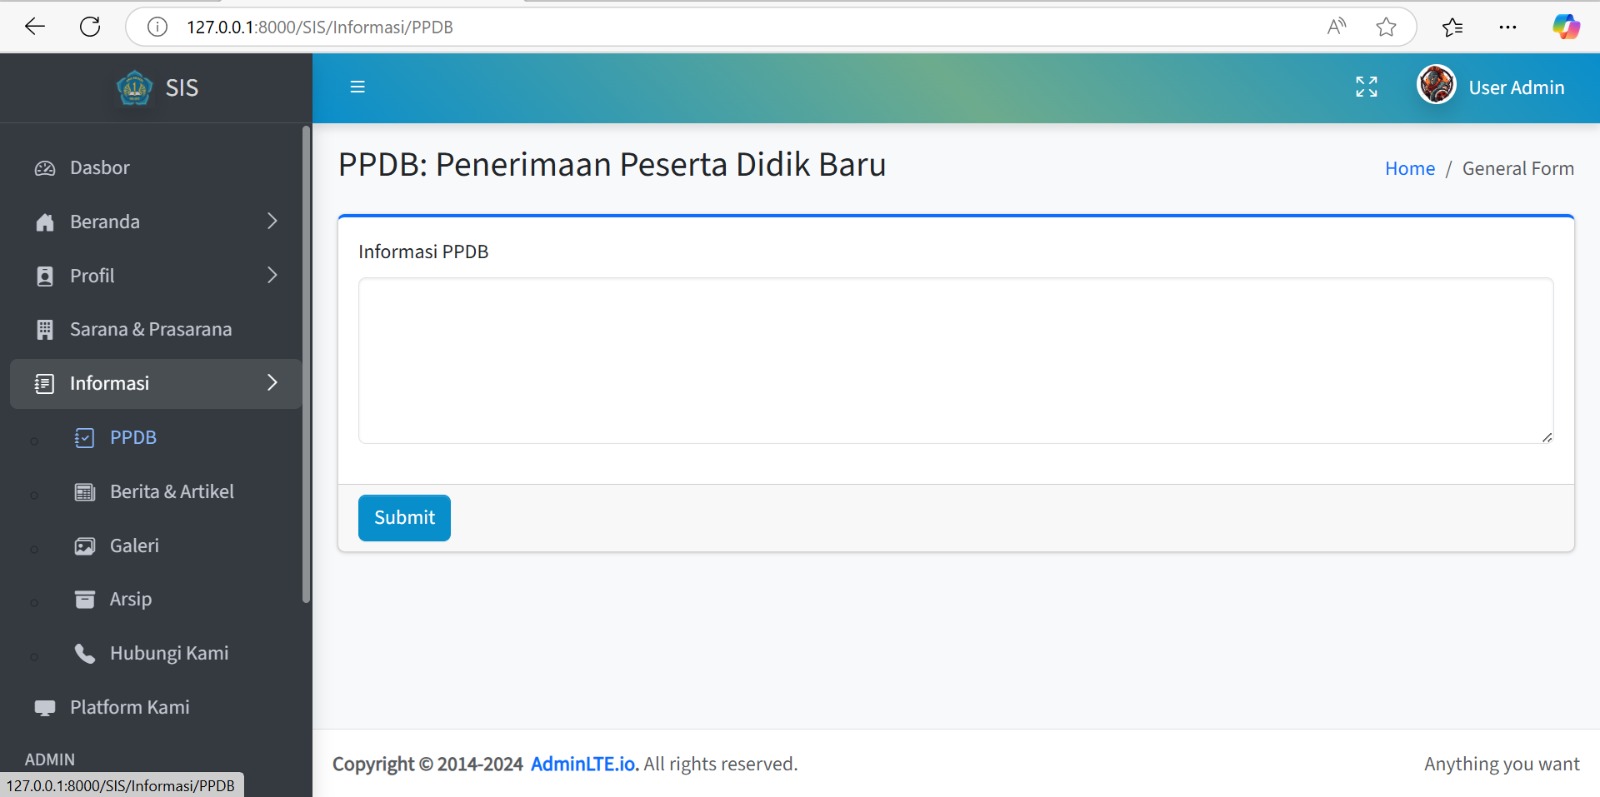 127.0.0.1:8000/SIS/Informasi/PPDB
SIS
User Admin
Dasbor
Beranda
Profil
Sarana & Prasarana
Informasi
PPDB
Berita & Artikel
Galeri
Arsip
Hubungi Kami
Platform Kami
ADMIN
127.0.0.1:8000/SIS/Informasi/PPDB
PPDB: Penerimaan Peserta Didik Baru
Home / General Form
Informasi PPDB
Submit
Copyright © 2014-2024 AdminLTE.io. All rights reserved.
Anything you want